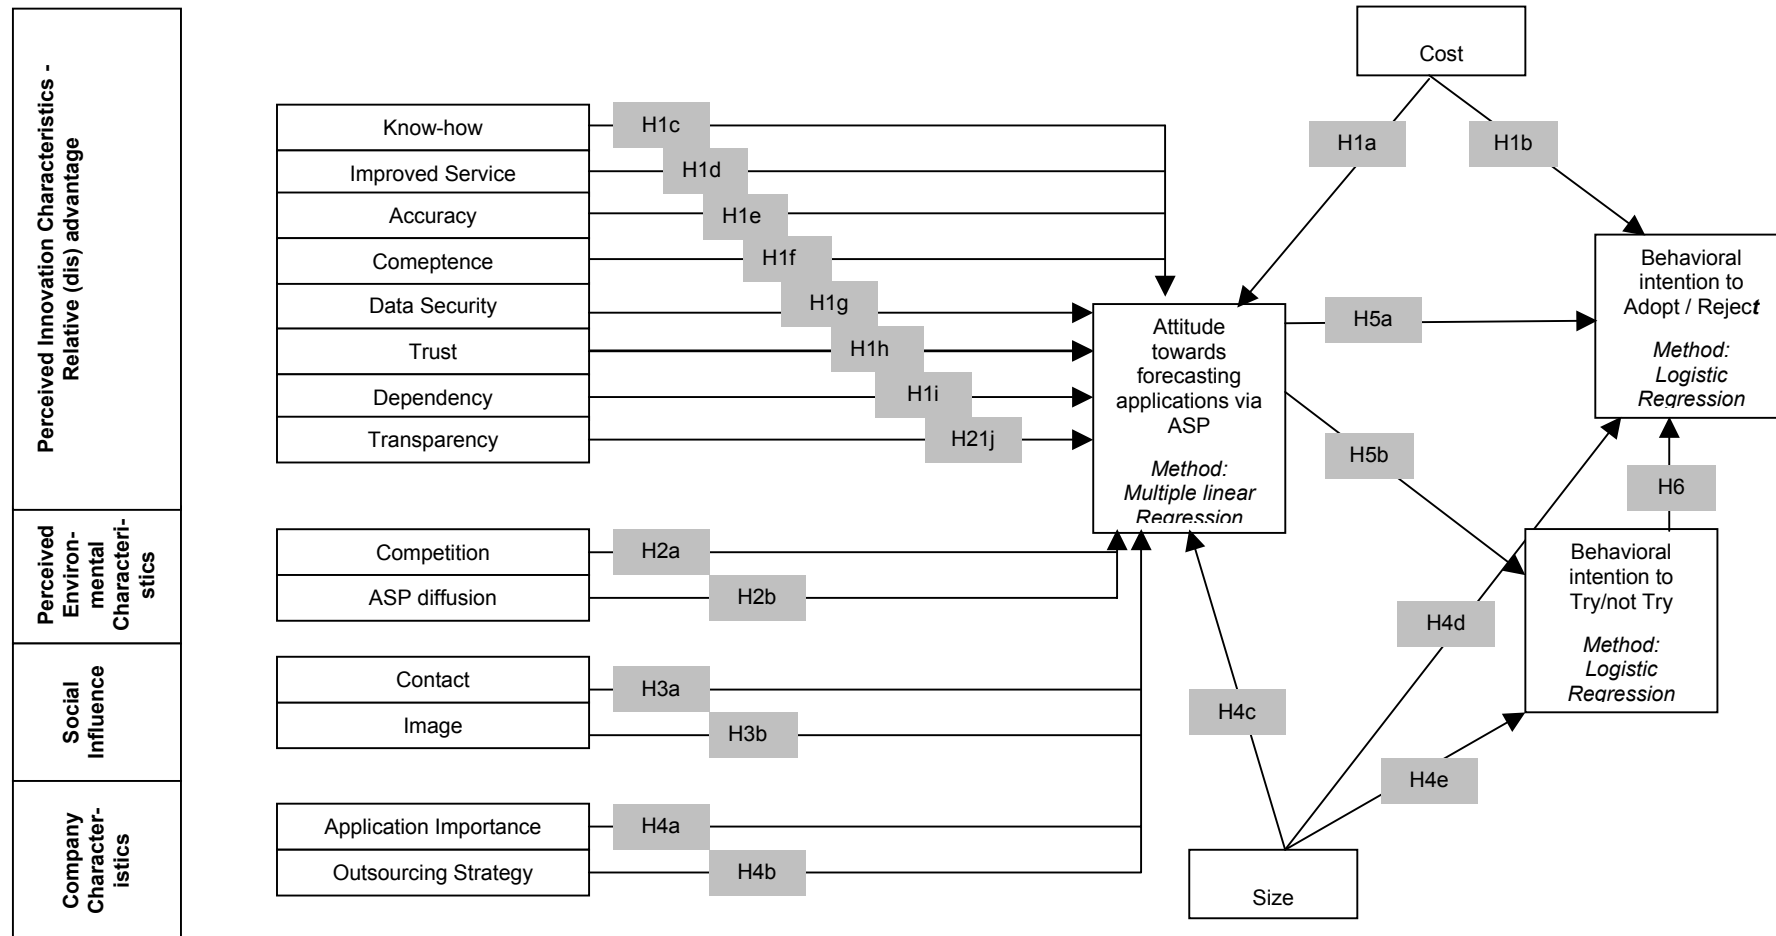 Perceived Innovation Characteristics -
Relative (dis) advantage
Perceived
Environ-
mental
Characteri-
stics
Social
Influence
Company
Character-
istics
Know-how
H1c
Improved Service
H1d
Accuracy
H1e
Comeptence
H1f
Data Security
H1g
Trust
H1h
Dependency
H1i
Transparency
H21j
Competition
H2a
ASP diffusion
H2b
Contact
H3a
Image
H3b
Application Importance
H4a
Outsourcing Strategy
H4b
Cost
H1a
H1b
Attitude
towards
forecasting
applications via
ASP
Method:
Multiple linear
Regression
H5a
H5b
Behavioral
intention to
Adopt / Reject
Method:
Logistic
Regression
H6
Behavioral
intention to
Try/not Try
Method:
Logistic
Regression
H4c
H4d
H4e
Size